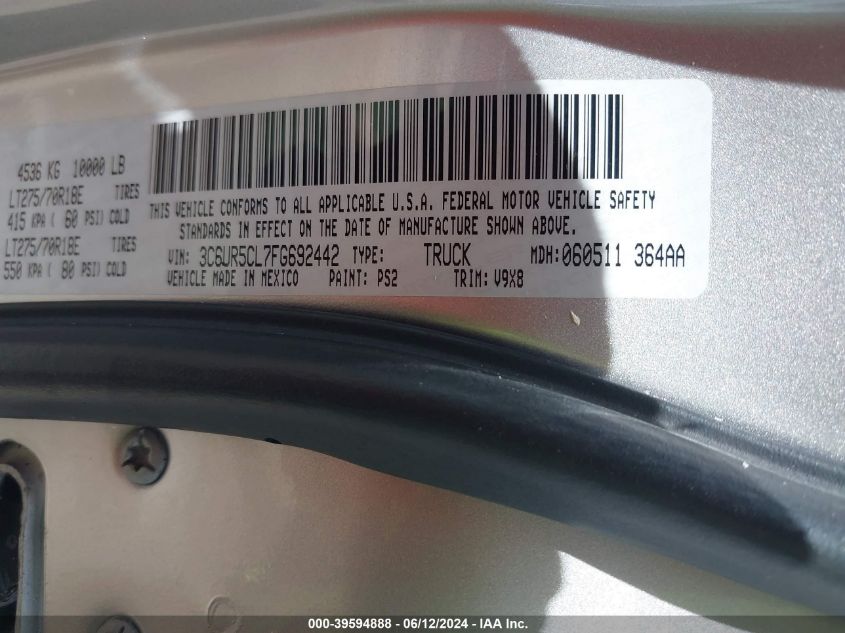 4536 KG 10000 LB
LT275/70R18E TIRES
415 KPA ( 60 PSI) COLD
LT275/70R18E TIRES
550 KPA ( 80 PSI) COLD
THIS VEHICLE CONFORMS TO ALL APPLICABLE U.S.A. FEDERAL MOTOR VEHICLE SAFETY
STANDARDS IN EFFECT ON THE DATE OF MANUFACTURE SHOWN ABOVE.
VIN: 3C6UR5CL7FG692442 TYPE: TRUCK MDH:060511 364AA
VEHICLE MADE IN MEXICO PAINT: PS2 TRIM: V9X8
000-39594888 - 06/12/2024 - IAA Inc.